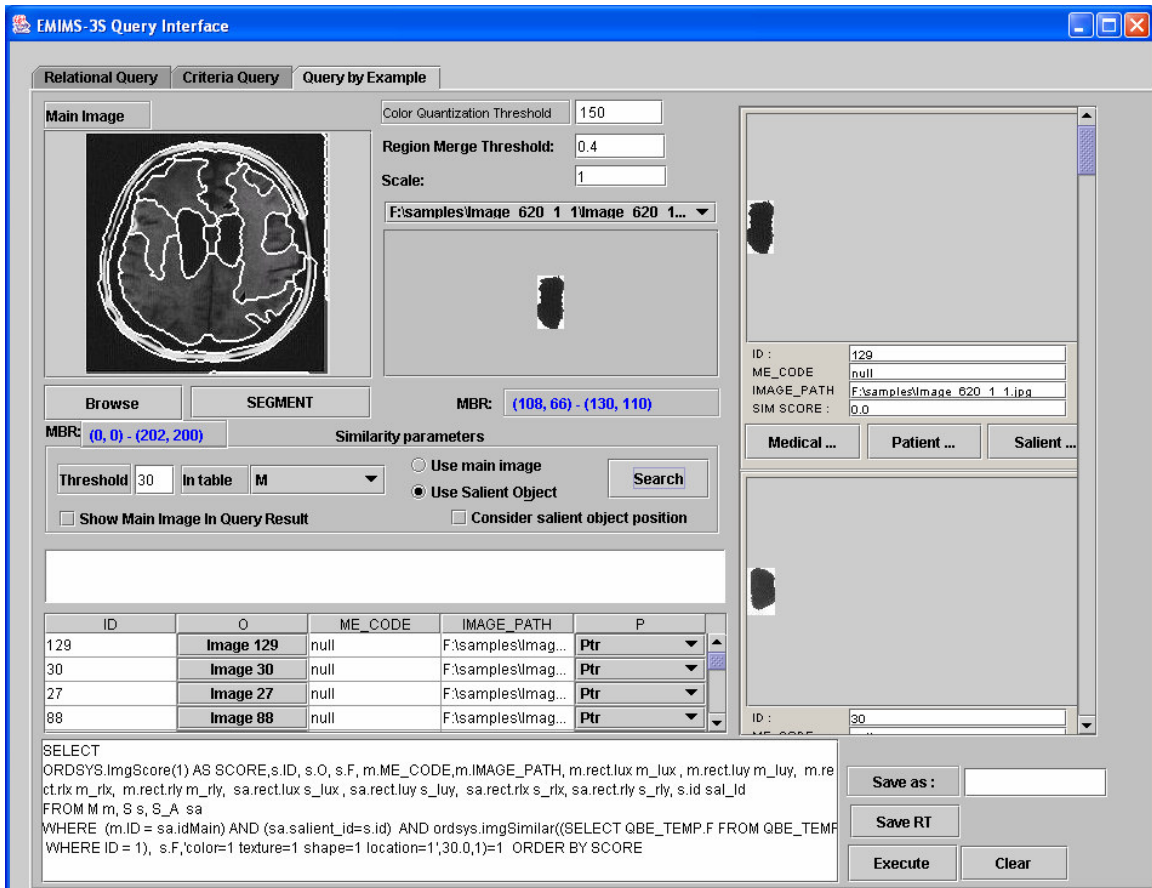 EMIMS-3S Query Interface
Relational Query
Criteria Query
Query by Example
Main Image
Color Quantization Threshold
150
Region Merge Threshold:
0.4
Scale:
1
F:\samples\Image_620_1_1\Image_620_1...
Browse
SEGMENT
MBR:
(108, 66) - (130, 110)
MBR:
(0, 0) - (202, 200)
Similarity parameters
Threshold
30
In table
M
Use main image
Use Salient Object
Search
Show Main Image In Query Result
Consider salient object position
ID
O
ME_CODE
IMAGE_PATH
P
129
Image 129
null
F:\samples\Imag...
Ptr
30
Image 30
null
F:\samples\Imag...
Ptr
27
Image 27
null
F:\samples\Imag...
Ptr
88
Image 88
null
F:\samples\Imag...
Ptr
ID :
129
ME_CODE
null
IMAGE_PATH
F:\samples\Image_620_1_1.jpg
SIM SCORE :
0.0
Medical ...
Patient ...
Salient ...
ID :
30
SELECT
ORDSYS.ImgScore(1) AS SCORE,s.ID, s.O, s.F, m.ME_CODE,m.IMAGE_PATH, m.rect.lux m_lux , m.rect.luy m_luy, m.re
ct.rlx m_rlx, m.rect.rly m_rly, sa.rect.lux s_lux , sa.rect.luy s_luy, sa.rect.rlx s_rlx, sa.rect.rly s_rly, s.id sal_Id
FROM M m, S s, S_A sa
WHERE (m.ID = sa.idMain) AND (sa.salient_id=s.id) AND ordsys.imgSimilar((SELECT QBE_TEMP.F FROM QBE_TEMP
WHERE ID = 1), s.F,'color=1 texture=1 shape=1 location=1',30.0,1)=1 ORDER BY SCORE
Save as :
Save RT
Execute
Clear